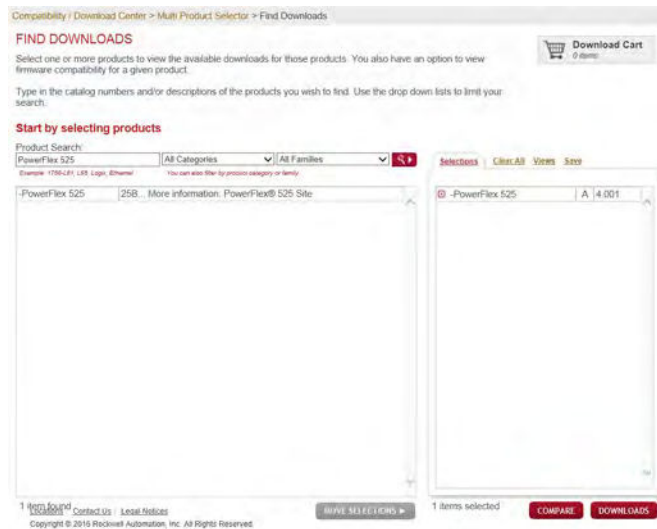 Compatibility / Download Center > Multi Product Selector > Find Downloads
FIND DOWNLOADS
Download Cart
0 items
Select one or more products to view the available downloads for those products. You also have an option to view
firmware compatibility for a given product.
Type in the catalog numbers and/or descriptions of the products you wish to find. Use the drop down lists to limit your
search.
Start by selecting products
Product Search:
PowerFlex 525 All Categories All Families
Example: 1756-L61, L65, Logix, Ethernet You can also filter by product category or family
Selections Clear All Views Save
-PowerFlex 525 25B... More information: PowerFlex® 525 Site
-PowerFlex 525 A 4.001
1 item found
MOVE SELECTIONS
1 items selected
COMPARE DOWNLOADS
Locations Contact Us Legal Notices
Copyright © 2016 Rockwell Automation, Inc. All Rights Reserved.